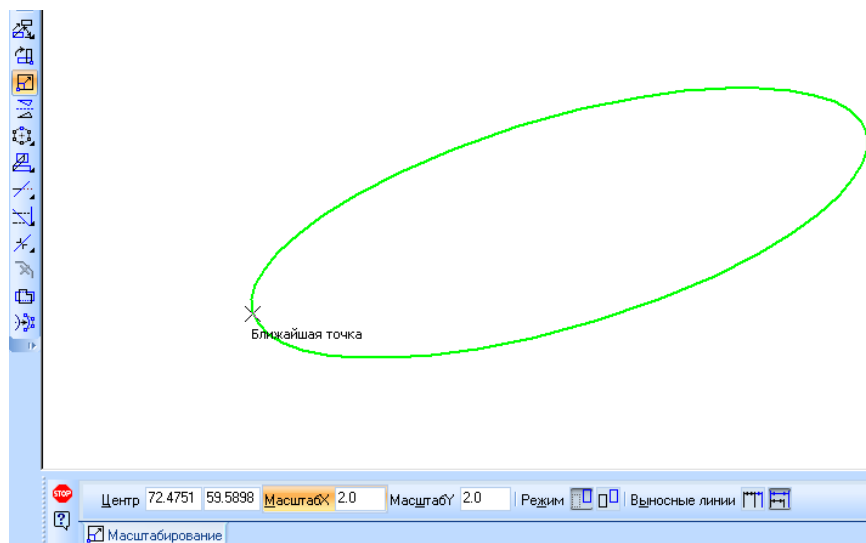 Ближайшая точка
STOP
Центр 72.4751 59.5898 МасштабX 2.0 МасштабY 2.0 Режим Выносные линии
Масштабирование